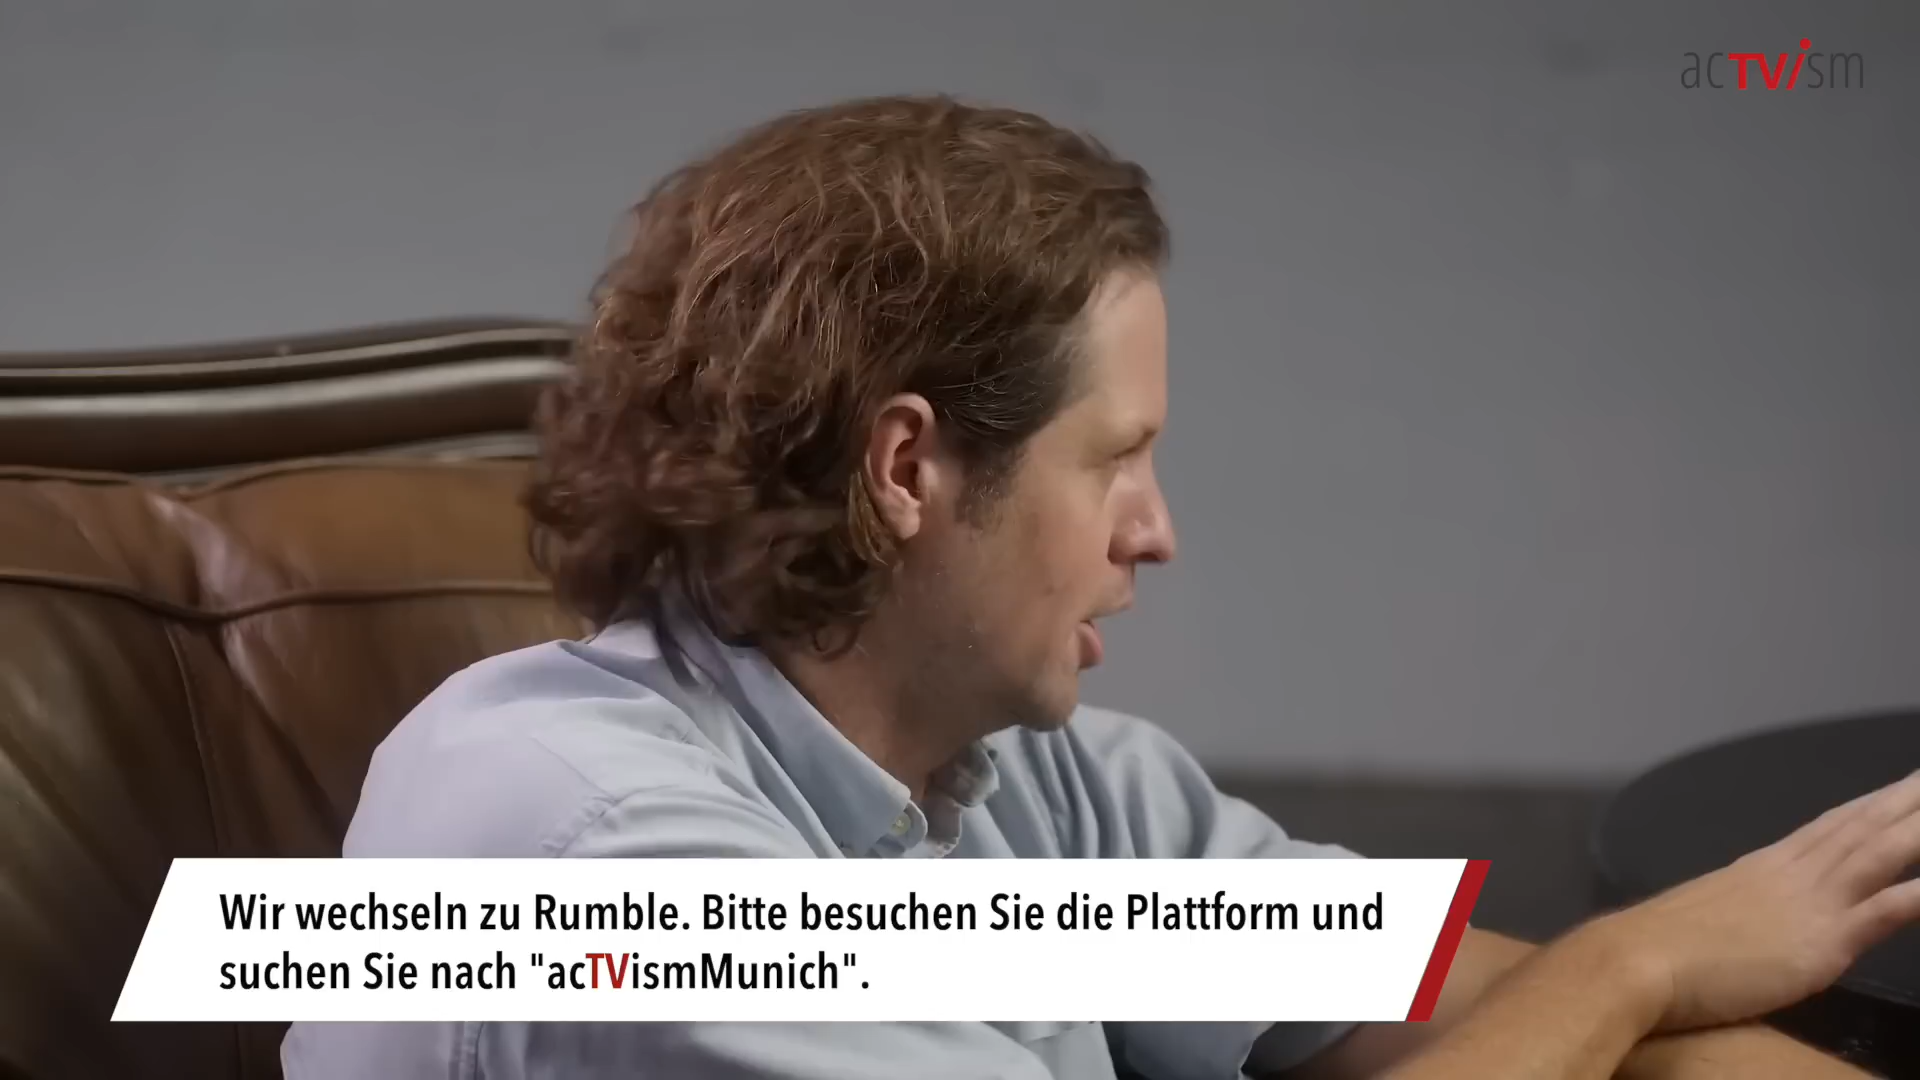 acTVism
Wir wechseln zu Rumble. Bitte besuchen Sie die Plattform und
suchen Sie nach "acTVismMunich".